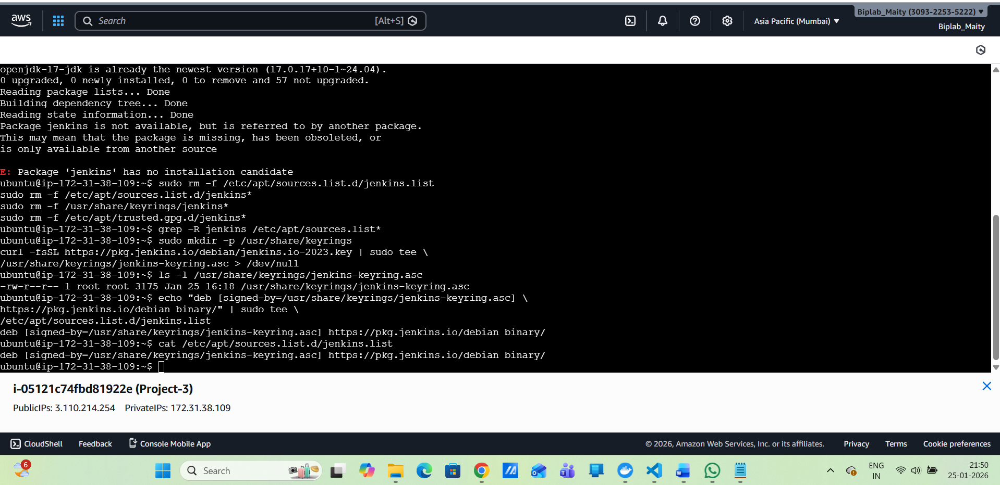 aws
Search
[Alt+S]
Asia Pacific (Mumbai)
Biplab_Maity (3093-2253-5222)
Biplab_Maity
openjdk-17-jdk is already the newest version (17.0.17+10-1~24.04).
0 upgraded, 0 newly installed, 0 to remove and 57 not upgraded.
Reading package lists... Done
Building dependency tree... Done
Reading state information... Done
Package jenkins is not available, but is referred to by another package.
This may mean that the package is missing, has been obsoleted, or
is only available from another source
E: Package 'jenkins' has no installation candidate
ubuntu@ip-172-31-38-109:~$ sudo rm -f /etc/apt/sources.list.d/jenkins.list
sudo rm -f /etc/apt/sources.list.d/jenkins*
sudo rm -f /usr/share/keyrings/jenkins*
sudo rm -f /etc/apt/trusted.gpg.d/jenkins*
ubuntu@ip-172-31-38-109:~$ grep -R jenkins /etc/apt/sources.list*
ubuntu@ip-172-31-38-109:~$ sudo mkdir -p /usr/share/keyrings
curl -fsSL https://pkg.jenkins.io/debian/jenkins.io-2023.key | sudo tee \
/usr/share/keyrings/jenkins-keyring.asc > /dev/null
ubuntu@ip-172-31-38-109:~$ ls -l /usr/share/keyrings/jenkins-keyring.asc
-rw-r--r-- 1 root root 3175 Jan 25 16:18 /usr/share/keyrings/jenkins-keyring.asc
ubuntu@ip-172-31-38-109:~$ echo "deb [signed-by=/usr/share/keyrings/jenkins-keyring.asc] \
https://pkg.jenkins.io/debian binary/" | sudo tee \
/etc/apt/sources.list.d/jenkins.list
deb [signed-by=/usr/share/keyrings/jenkins-keyring.asc] https://pkg.jenkins.io/debian binary/
ubuntu@ip-172-31-38-109:~$ cat /etc/apt/sources.list.d/jenkins.list
deb [signed-by=/usr/share/keyrings/jenkins-keyring.asc] https://pkg.jenkins.io/debian binary/
ubuntu@ip-172-31-38-109:~$
i-05121c74fbd81922e (Project-3)
PublicIPs: 3.110.214.254 PrivateIPs: 172.31.38.109
CloudShell Feedback Console Mobile App
© 2026, Amazon Web Services, Inc. or its affiliates. Privacy Terms Cookie preferences
6
Search
ENG
IN
21:50
25-01-2026